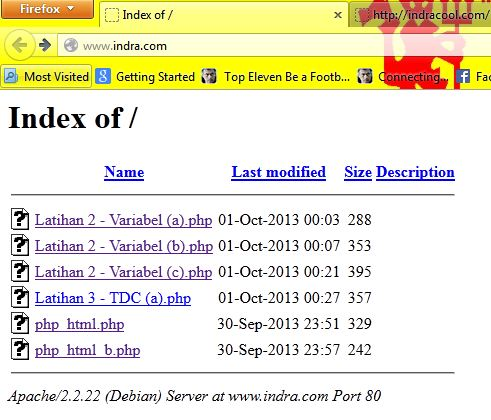 Firefox
Index of /
http://indracool.com/
www.indra.com
Most Visited Getting Started Top Eleven Be a Footb... Connecting...
Index of /
Name Last modified Size Description
Latihan 2 - Variabel (a).php 01-Oct-2013 00:03 288
Latihan 2 - Variabel (b).php 01-Oct-2013 00:07 353
Latihan 2 - Variabel (c).php 01-Oct-2013 00:21 395
Latihan 3 - TDC (a).php 01-Oct-2013 00:27 357
php_html.php 30-Sep-2013 23:51 329
php_html_b.php 30-Sep-2013 23:57 242
Apache/2.2.22 (Debian) Server at www.indra.com Port 80